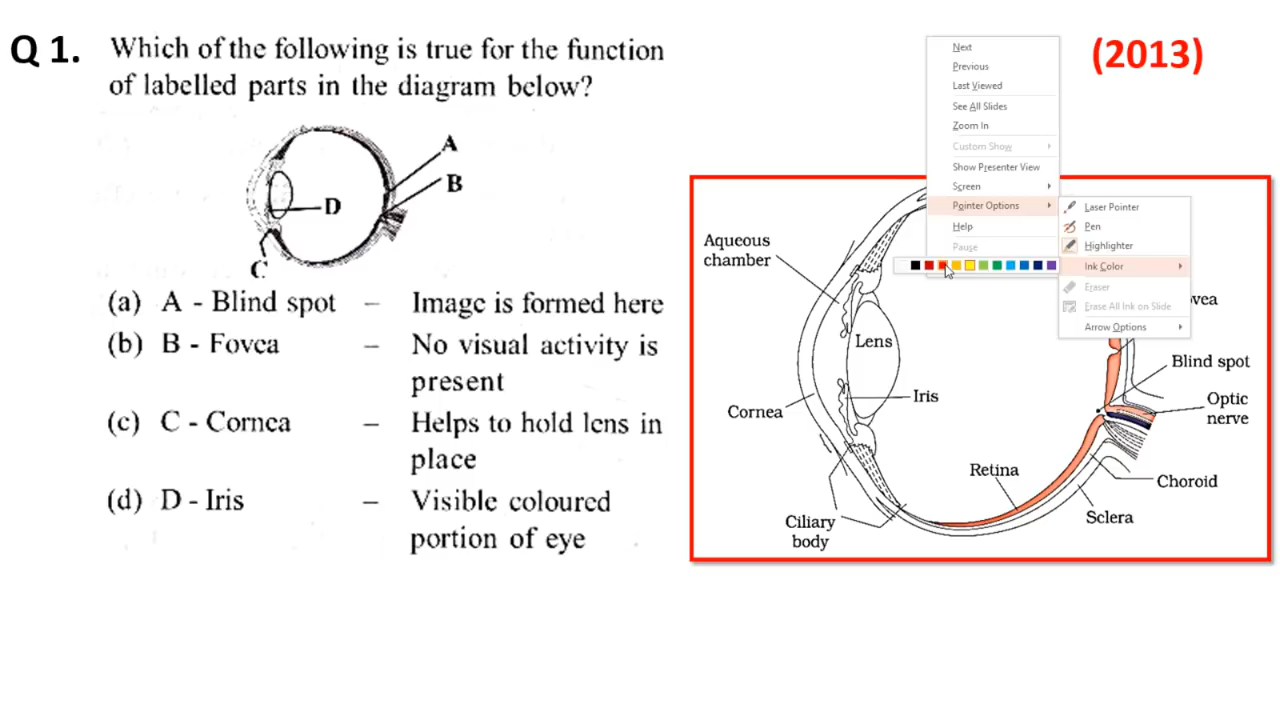 Q 1.
Which of the following is true for the function
of labelled parts in the diagram below?
(2013)
A
B
D
C
(a) A - Blind spot – Image is formed here
(b) B - Fovea – No visual activity is
present
(c) C - Cornea – Helps to hold lens in
place
(d) D - Iris – Visible coloured
portion of eye
Next
Previous
Last Viewed
See All Slides
Zoom In
Custom Show
Show Presenter View
Screen
Pointer Options
Help
Pause
Laser Pointer
Pen
Highlighter
Ink Color
Eraser
Erase All Ink on Slide
Arrow Options
Aqueous
chamber
Lens
Iris
Cornea
Retina
Ciliary
body
vea
Blind spot
Optic
nerve
Choroid
Sclera